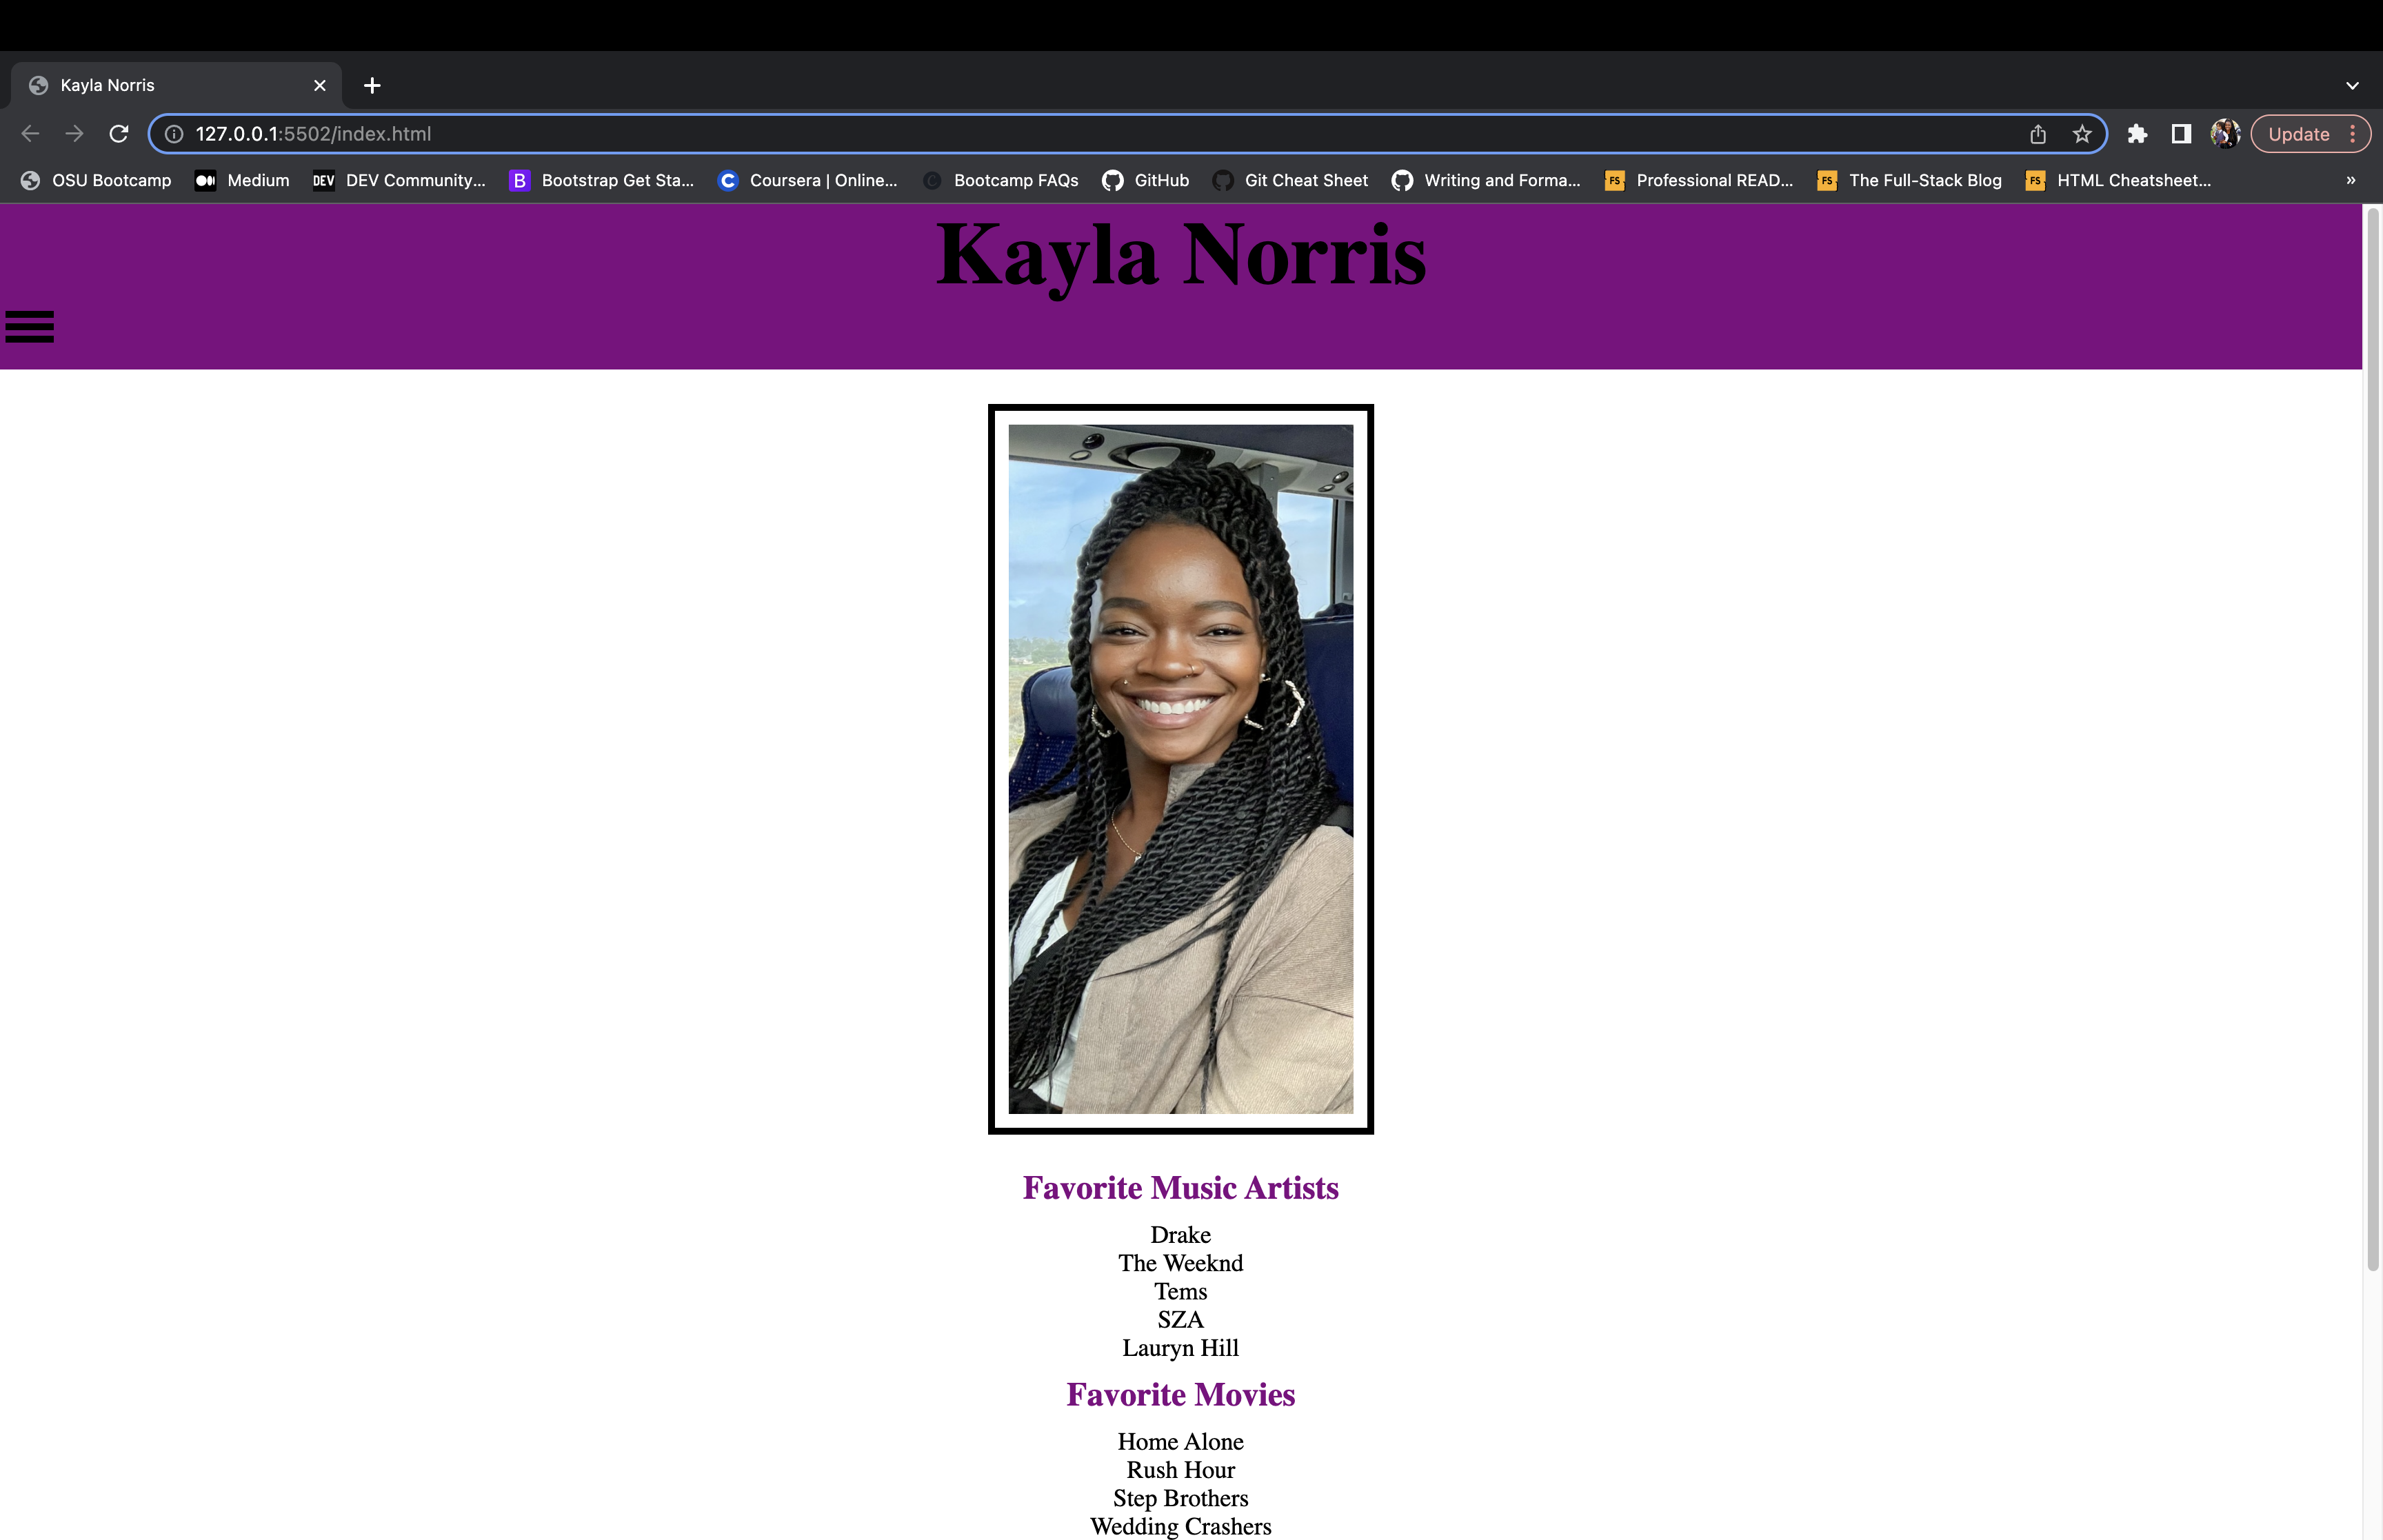 Kayla Norris
127.0.0.1:5502/index.html
Update
OSU Bootcamp Medium DEV DEV Community... B Bootstrap Get Sta... C Coursera | Online... Bootcamp FAQs GitHub Git Cheat Sheet Writing and Forma... FS Professional READ... FS The Full-Stack Blog FS HTML Cheatsheet... »
Kayla Norris
Favorite Music Artists
Drake
The Weeknd
Tems
SZA
Lauryn Hill
Favorite Movies
Home Alone
Rush Hour
Step Brothers
Wedding Crashers